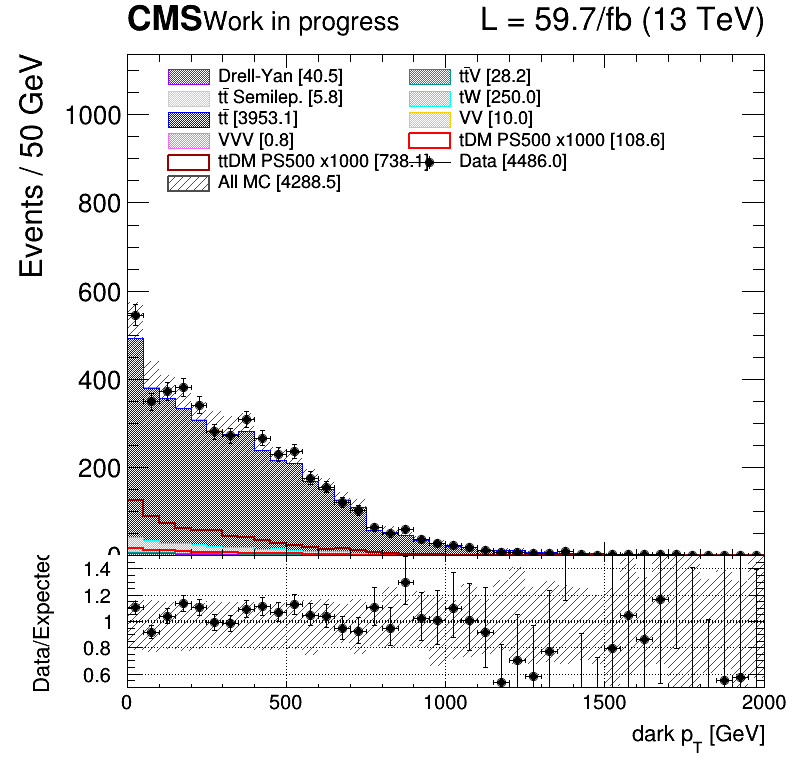 CMS Work in progress L = 59.7/fb (13 TeV)
Events / 50 GeV
Drell-Yan [40.5] tt̄V [28.2]
tt̄ Semilep. [5.8] tW [250.0]
tt̄ [3953.1] VV [10.0]
VVV [0.8] tDM PS500 x1000 [108.6]
ttDM PS500 x1000 [738.1] Data [4486.0]
All MC [4288.5]
1000
800
600
400
200
0
Data/Expected
1.4
1.2
1
0.8
0.6
0 500 1000 1500 2000
dark p_T [GeV]